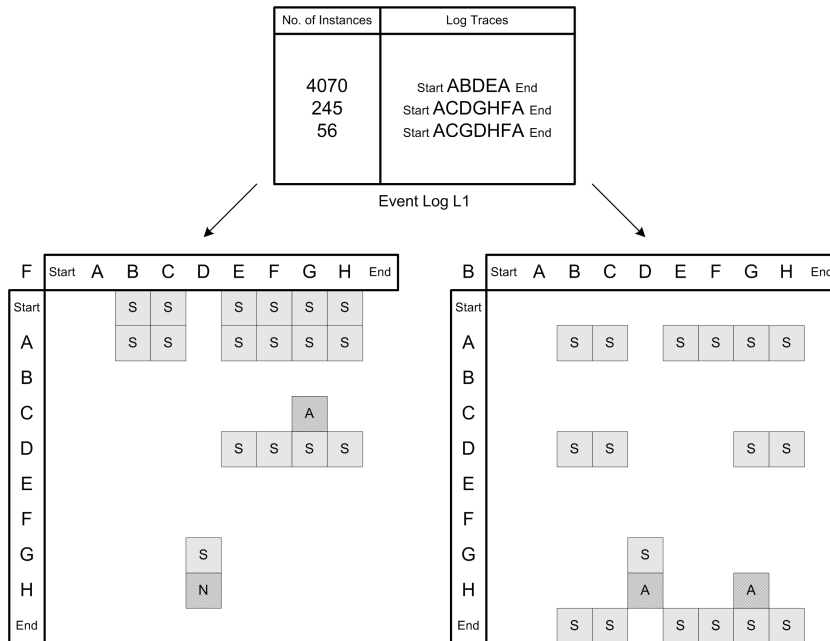 No. of Instances Log Traces
4070 Start ABDEA End
245 Start ACDGHFA End
56 Start ACGDHFA End
Event Log L1
F Start A B C D E F G H End
Start S S S S S S
A S S S S S S
B
C A
D S S S S
E
F
G S
H N
End
B Start A B C D E F G H End
Start
A S S S S S S
B
C
D S S S S
E
F
G S
H A A
End S S S S S S